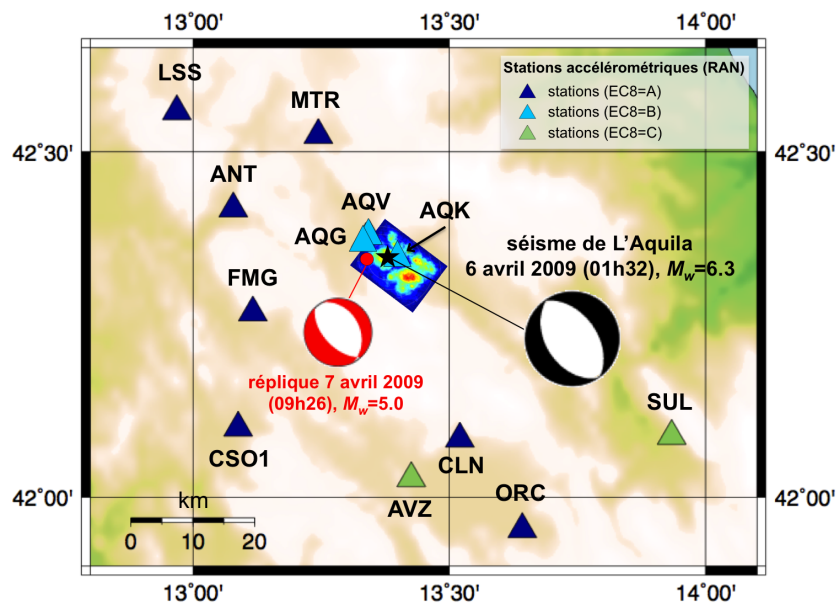 13°00'
13°30'
14°00'
LSS
MTR
Stations accélérométriques (RAN)
stations (EC8=A)
stations (EC8=B)
stations (EC8=C)
42°30'
42°30'
ANT
AQV
AQK
AQG
séisme de L'Aquila
6 avril 2009 (01h32), Mw=6.3
FMG
réplique 7 avril 2009
(09h26), Mw=5.0
SUL
CSO1
CLN
42°00'
42°00'
km
AVZ
ORC
0 10 20
13°00'
13°30'
14°00'